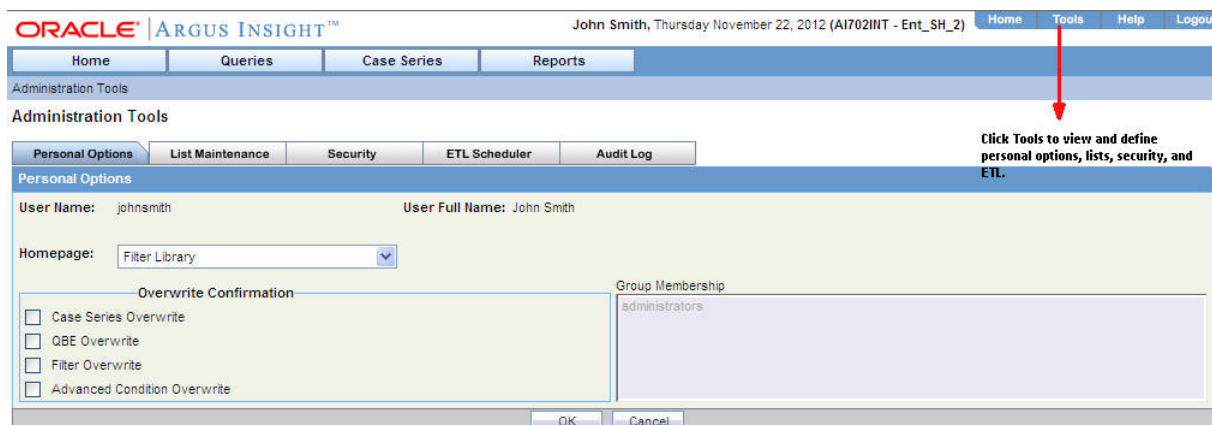 ORACLE® | ARGUS INSIGHT™
John Smith, Thursday November 22, 2012 (AI702INT - Ent_SH_2)
Home Tools Help Logou
Home Queries Case Series Reports
Administration Tools
Administration Tools
Click Tools to view and define
personal options, lists, security, and
ETL.
Personal Options List Maintenance Security ETL Scheduler Audit Log
Personal Options
User Name: johnsmith User Full Name: John Smith
Homepage: Filter Library
Overwrite Confirmation
Case Series Overwrite
QBE Overwrite
Filter Overwrite
Advanced Condition Overwrite
Group Membership
administrators
OK Cancel